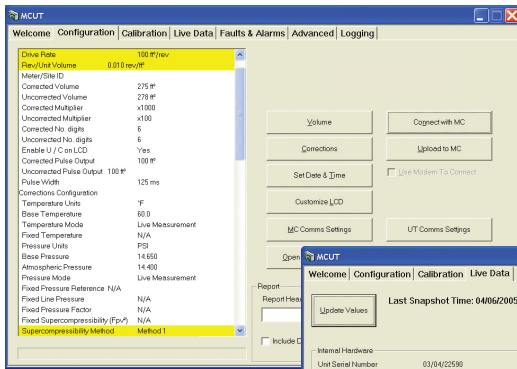 MCUT
Welcome Configuration Calibration Live Data Faults & Alarms Advanced Logging
Drive Rate 100 ft³/rev
Rev/Unit Volume 0.010 rev/ft³
Meter/Site ID
Corrected Volume 275 ft³
Uncorrected Volume 278 ft³
Corrected Multiplier x1000
Uncorrected Multiplier x100
Corrected No. digits 6
Uncorrected No. digits 6
Enable U / C on LCD Yes
Corrected Pulse Output 100 ft³
Uncorrected Pulse Output 100 ft³
Pulse Width 125 ms
Corrections Configuration
Temperature Units °F
Base Temperature 60.0
Temperature Mode Live Measurement
Fixed Temperature N/A
Pressure Units PSI
Base Pressure 14.650
Atmospheric Pressure 14.400
Pressure Mode Live Measurement
Fixed Pressure Reference N/A
Fixed Line Pressure N/A
Fixed Pressure Factor N/A
Fixed Supercompressibility (Fpv²) N/A
Supercompressibility Method Method 1
Volume
Connect with MC
Corrections
Upload to MC
Set Date & Time
Use Modem To Connect
Customize LCD
MC Comms Settings
UT Comms Settings
Open
Report
Report Hea
Include D
MCUT
Welcome Configuration Calibration Live Data
Update Values
Last Snapshot Time: 04/06/2005
Internal Hardware
Unit Serial Number 03/04/22590